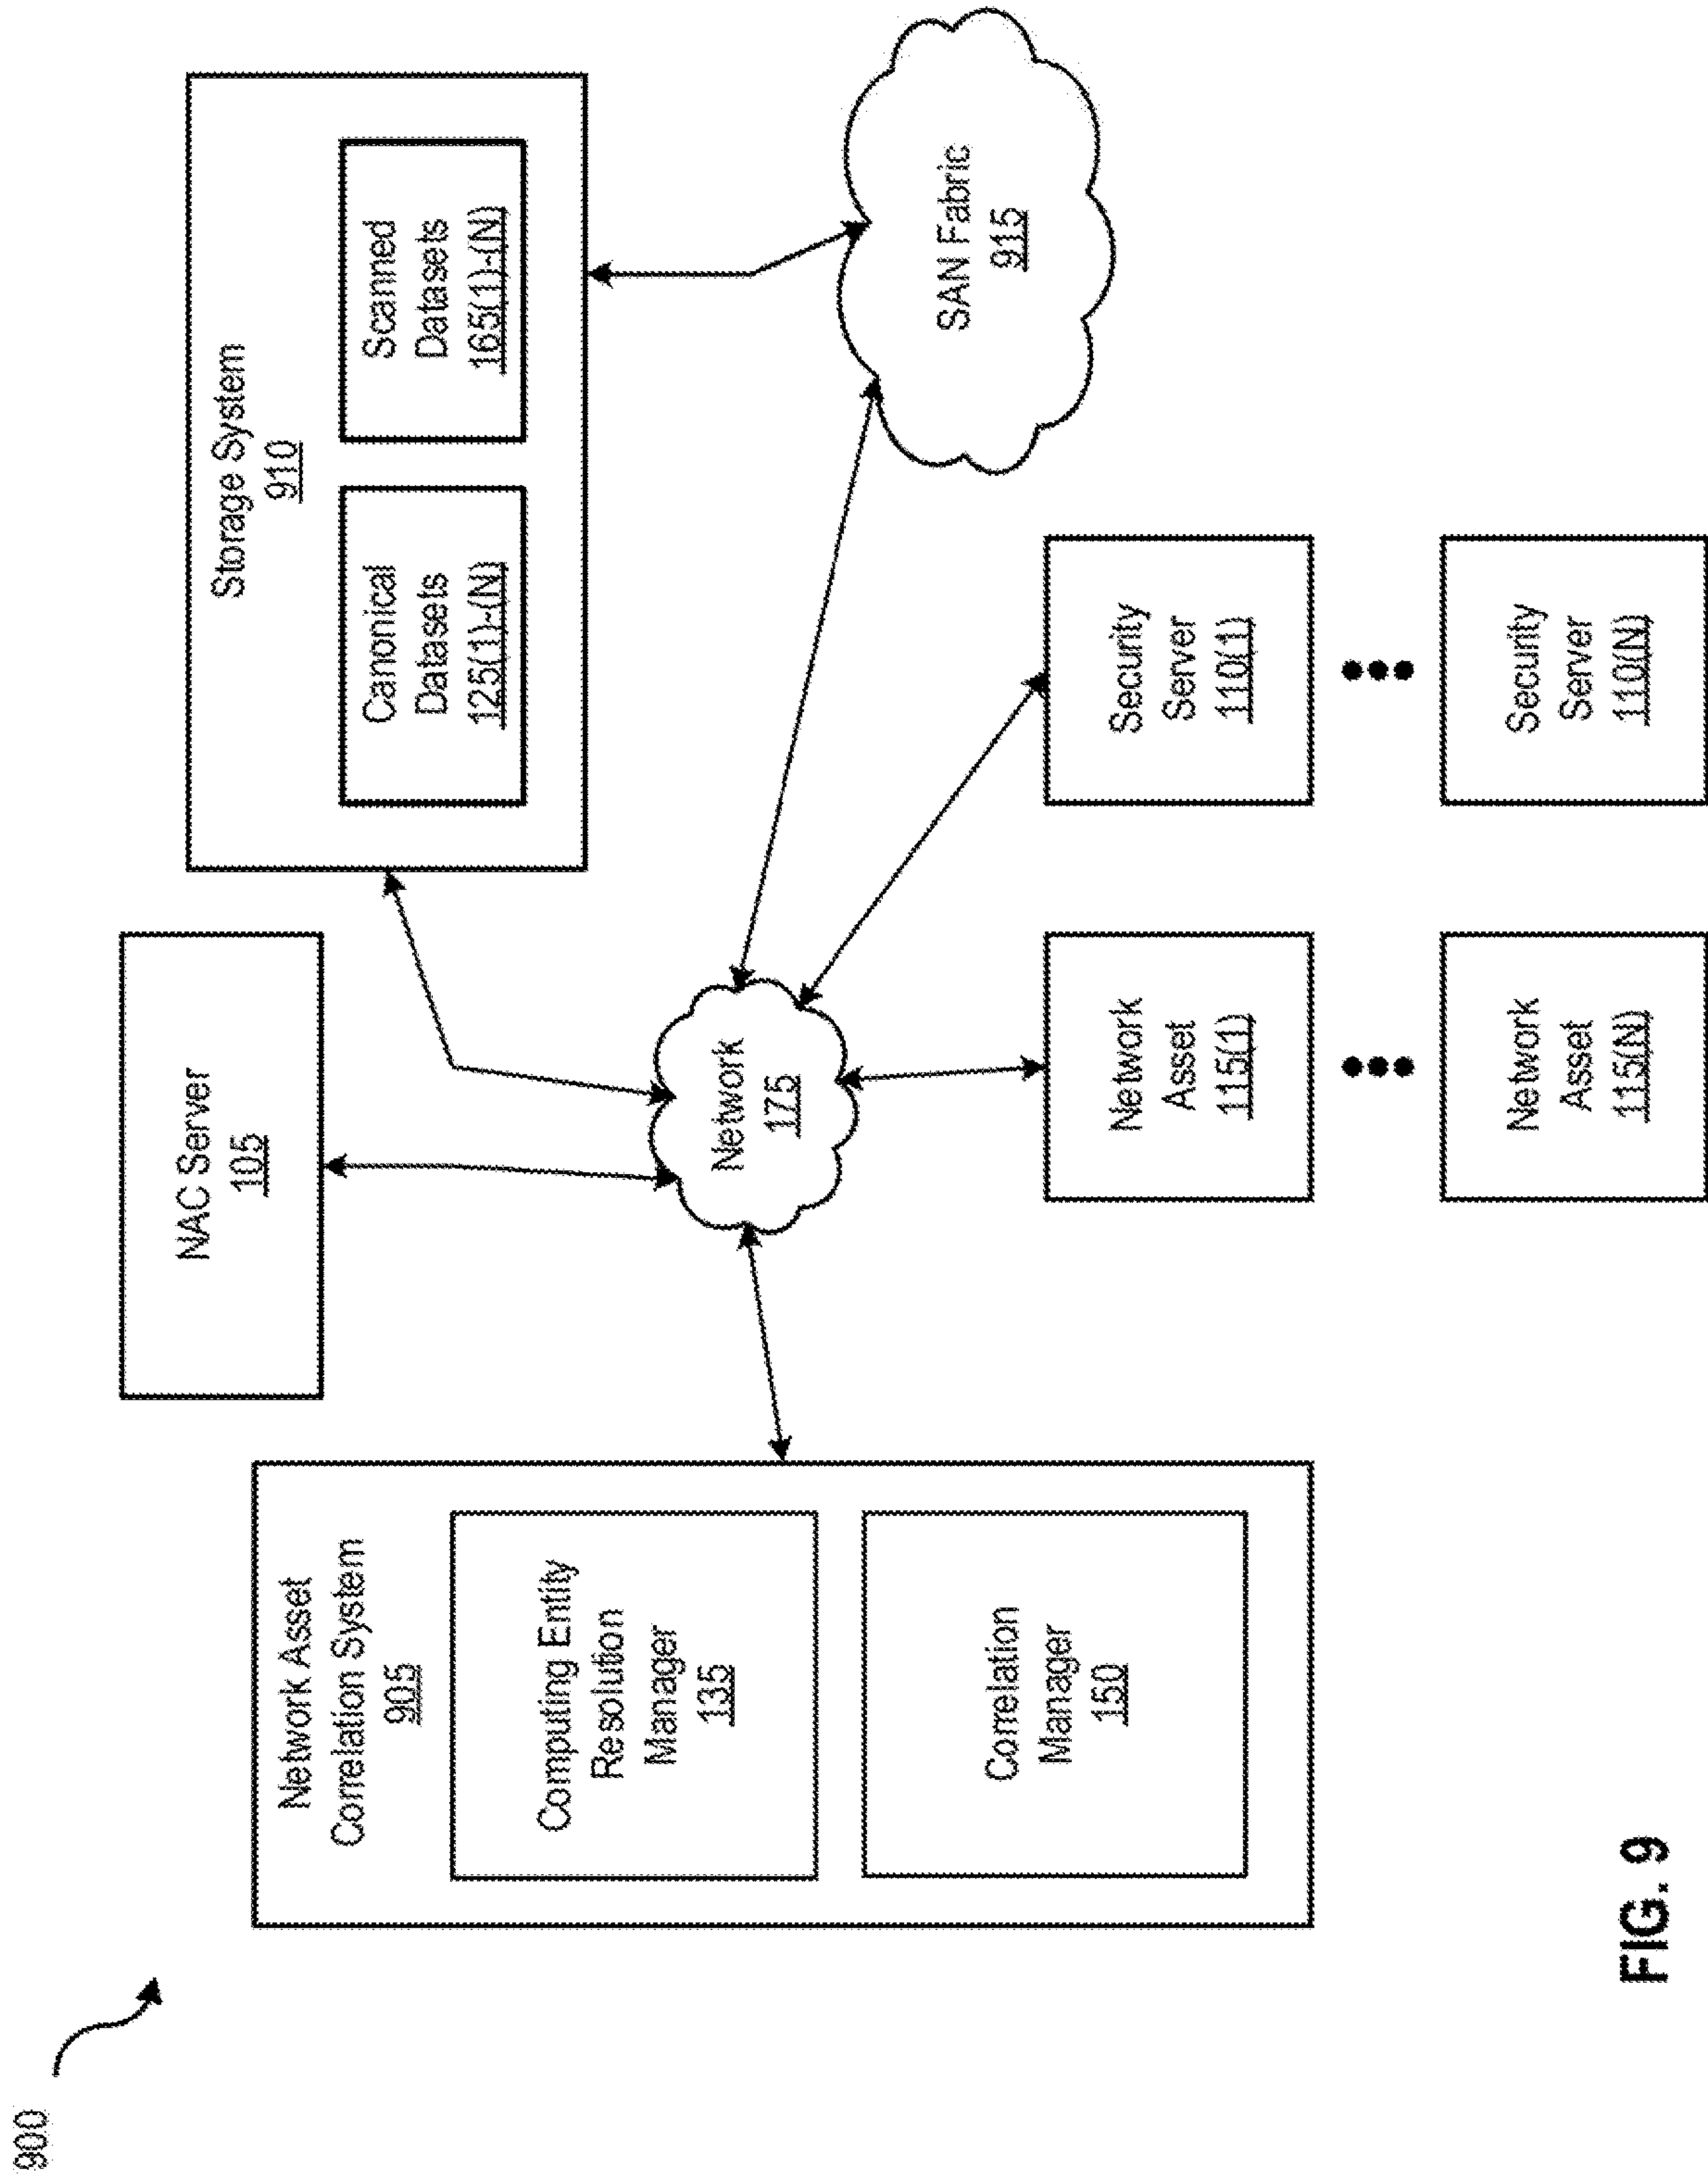 900
NAC Server
105
Storage System
910
Canonical
Datasets
125(1)-(N)
Scanned
Datasets
165(1)-(N)
Network Asset
Correlation System
905
Computing Entity
Resolution
Manager
135
Correlation
Manager
150
Network
175
SAN Fabric
915
Network
Asset
115(1)
Security
Server
110(1)
Network
Asset
115(N)
Security
Server
110(N)
FIG. 9